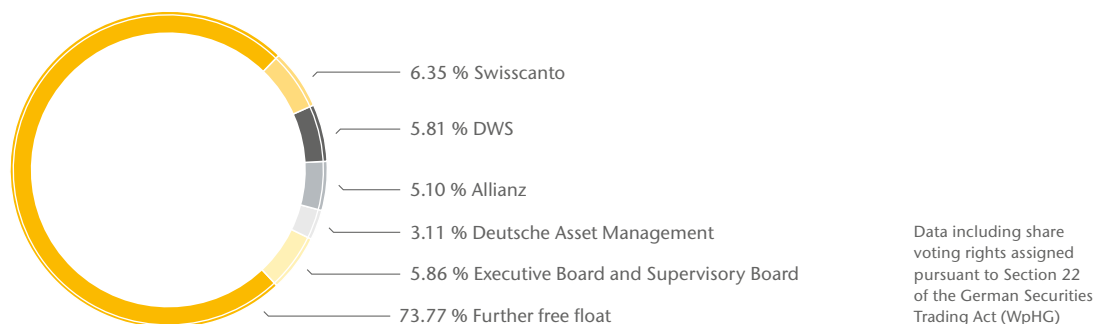 6.35 % Swisscanto
5.81 % DWS
5.10 % Allianz
3.11 % Deutsche Asset Management
5.86 % Executive Board and Supervisory Board
73.77 % Further free float
Data including share
voting rights assigned
pursuant to Section 22
of the German Securities
Trading Act (WpHG)